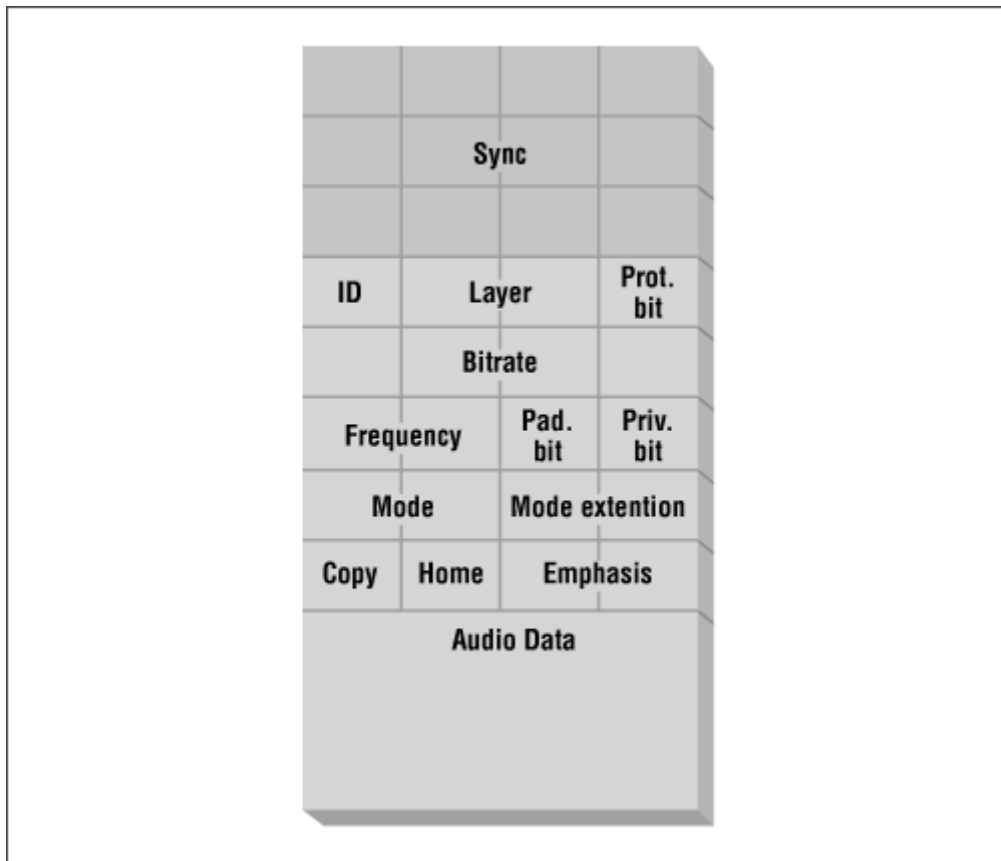 Sync
ID Layer Prot. bit
Bitrate
Frequency Pad. bit Priv. bit
Mode Mode extention
Copy Home Emphasis
Audio Data